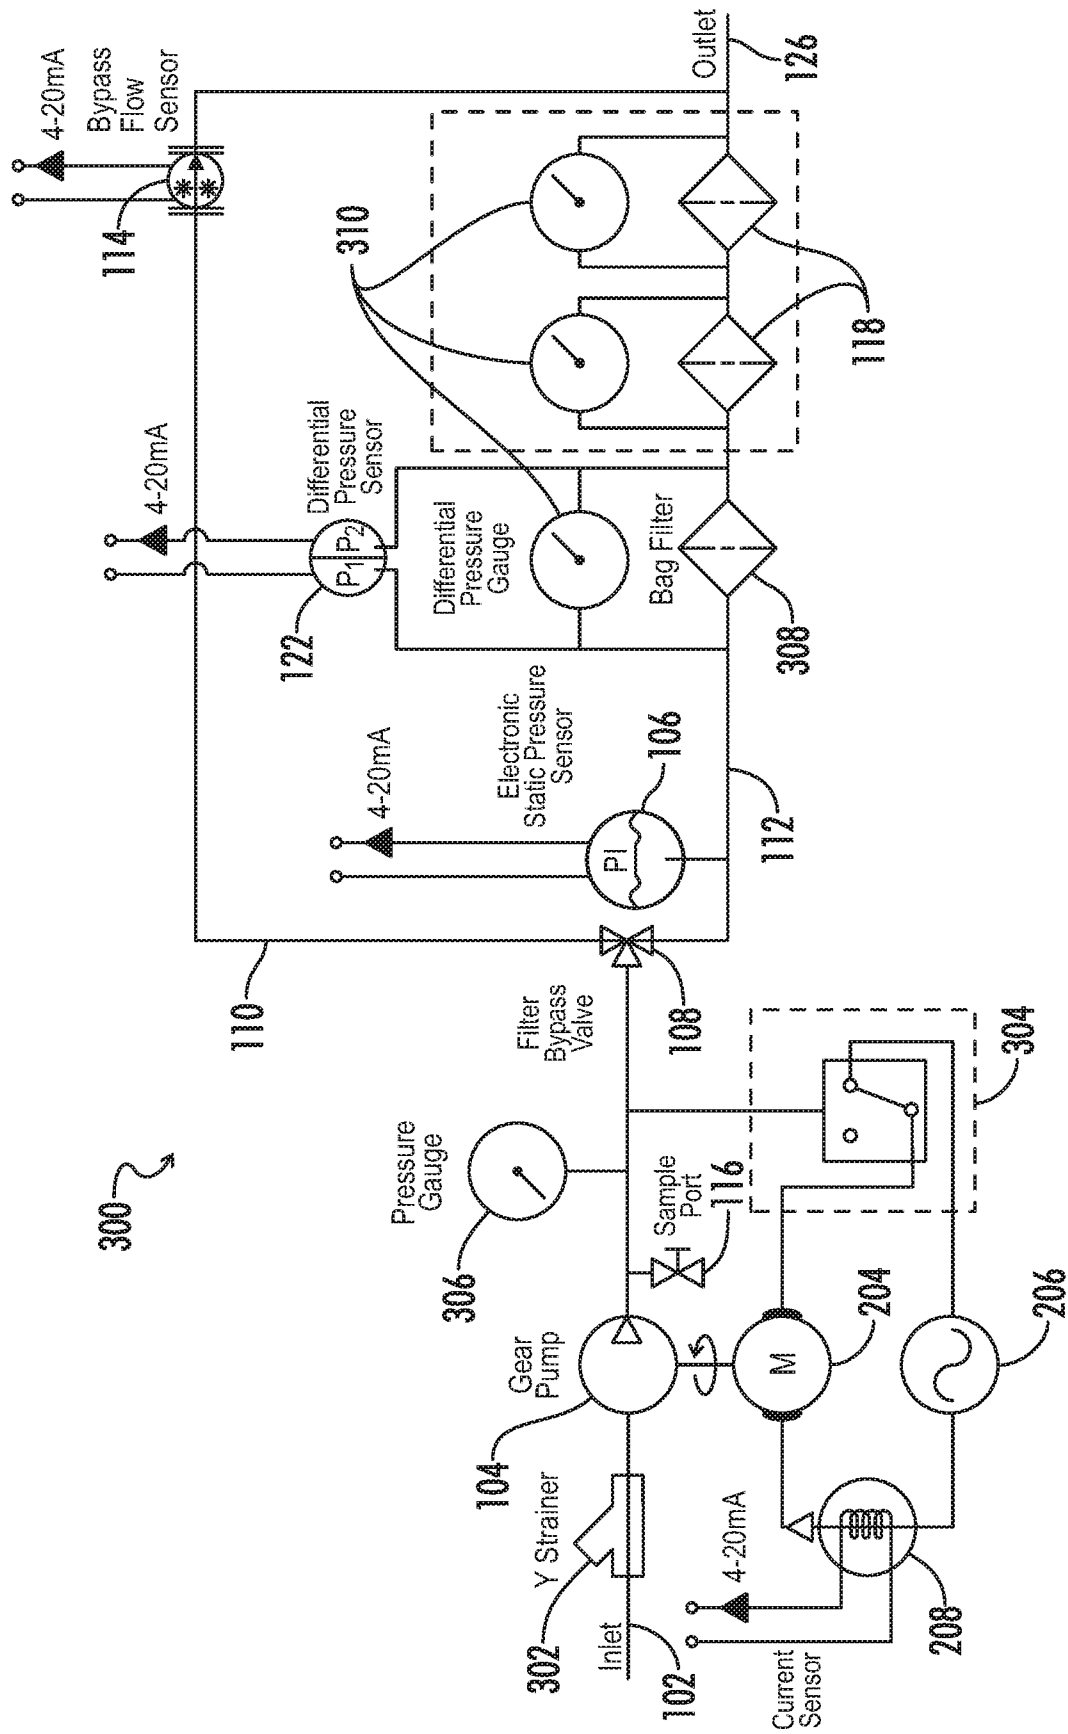 300
Inlet
102
Y Strainer
302
Gear
Pump
104
Pressure
Gauge
306
Sample
Port
116
Filter
Bypass
Valve
108
110
4-20mA
Electronic
Static Pressure
Sensor
PI
106
112
4-20mA
Differential
Pressure
Sensor
P1
P2
122
Differential
Pressure
Gauge
Bag Filter
308
310
118
4-20mA
Bypass
Flow
Sensor
114
Outlet
126
Current
Sensor
4-20mA
208
M
204
206
304